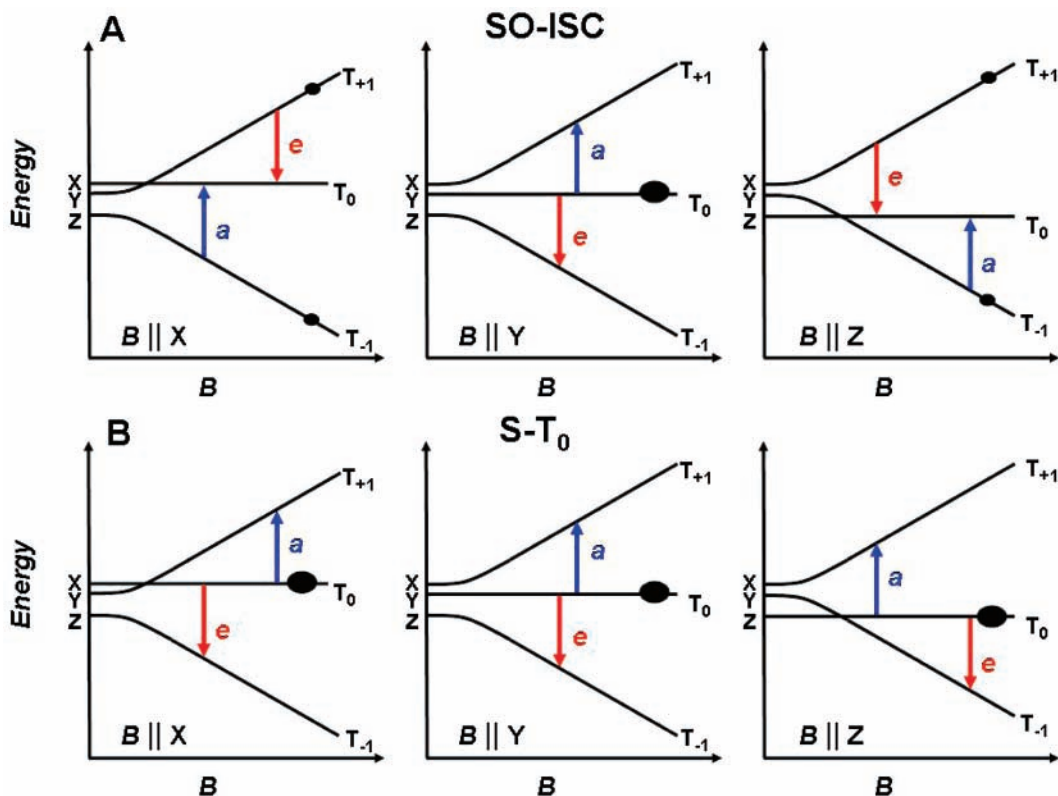 A
SO-ISC
Energy
X
Y
Z
T+1
e
a
T0
T-1
B || X
B
T+1
a
e
T0
T-1
B || Y
B
X
Y
Z
T+1
e
a
T0
T-1
B || Z
B
B
S-T0
Energy
X
Y
Z
T+1
a
e
T0
T-1
B || X
B
X
Y
Z
T+1
a
e
T0
T-1
B || Y
B
X
Y
Z
T+1
a
e
T0
T-1
B || Z
B